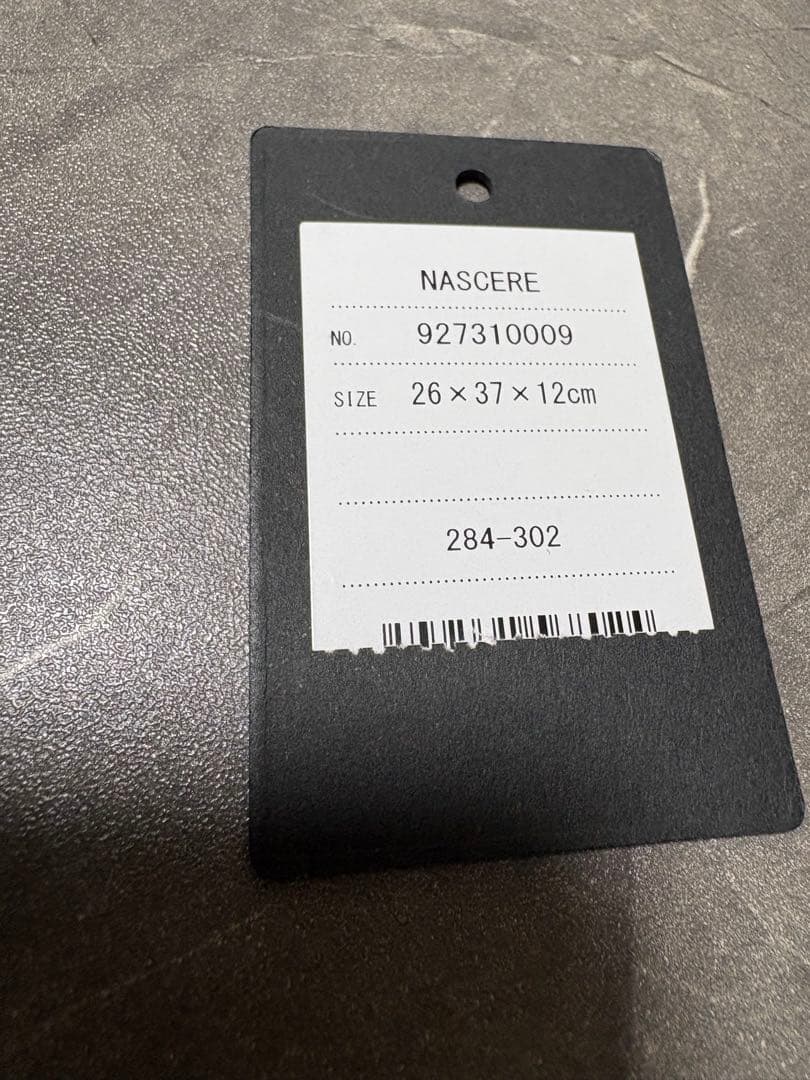 NASCERE
NO. 927310009
SIZE 26×37×12cm
284-302